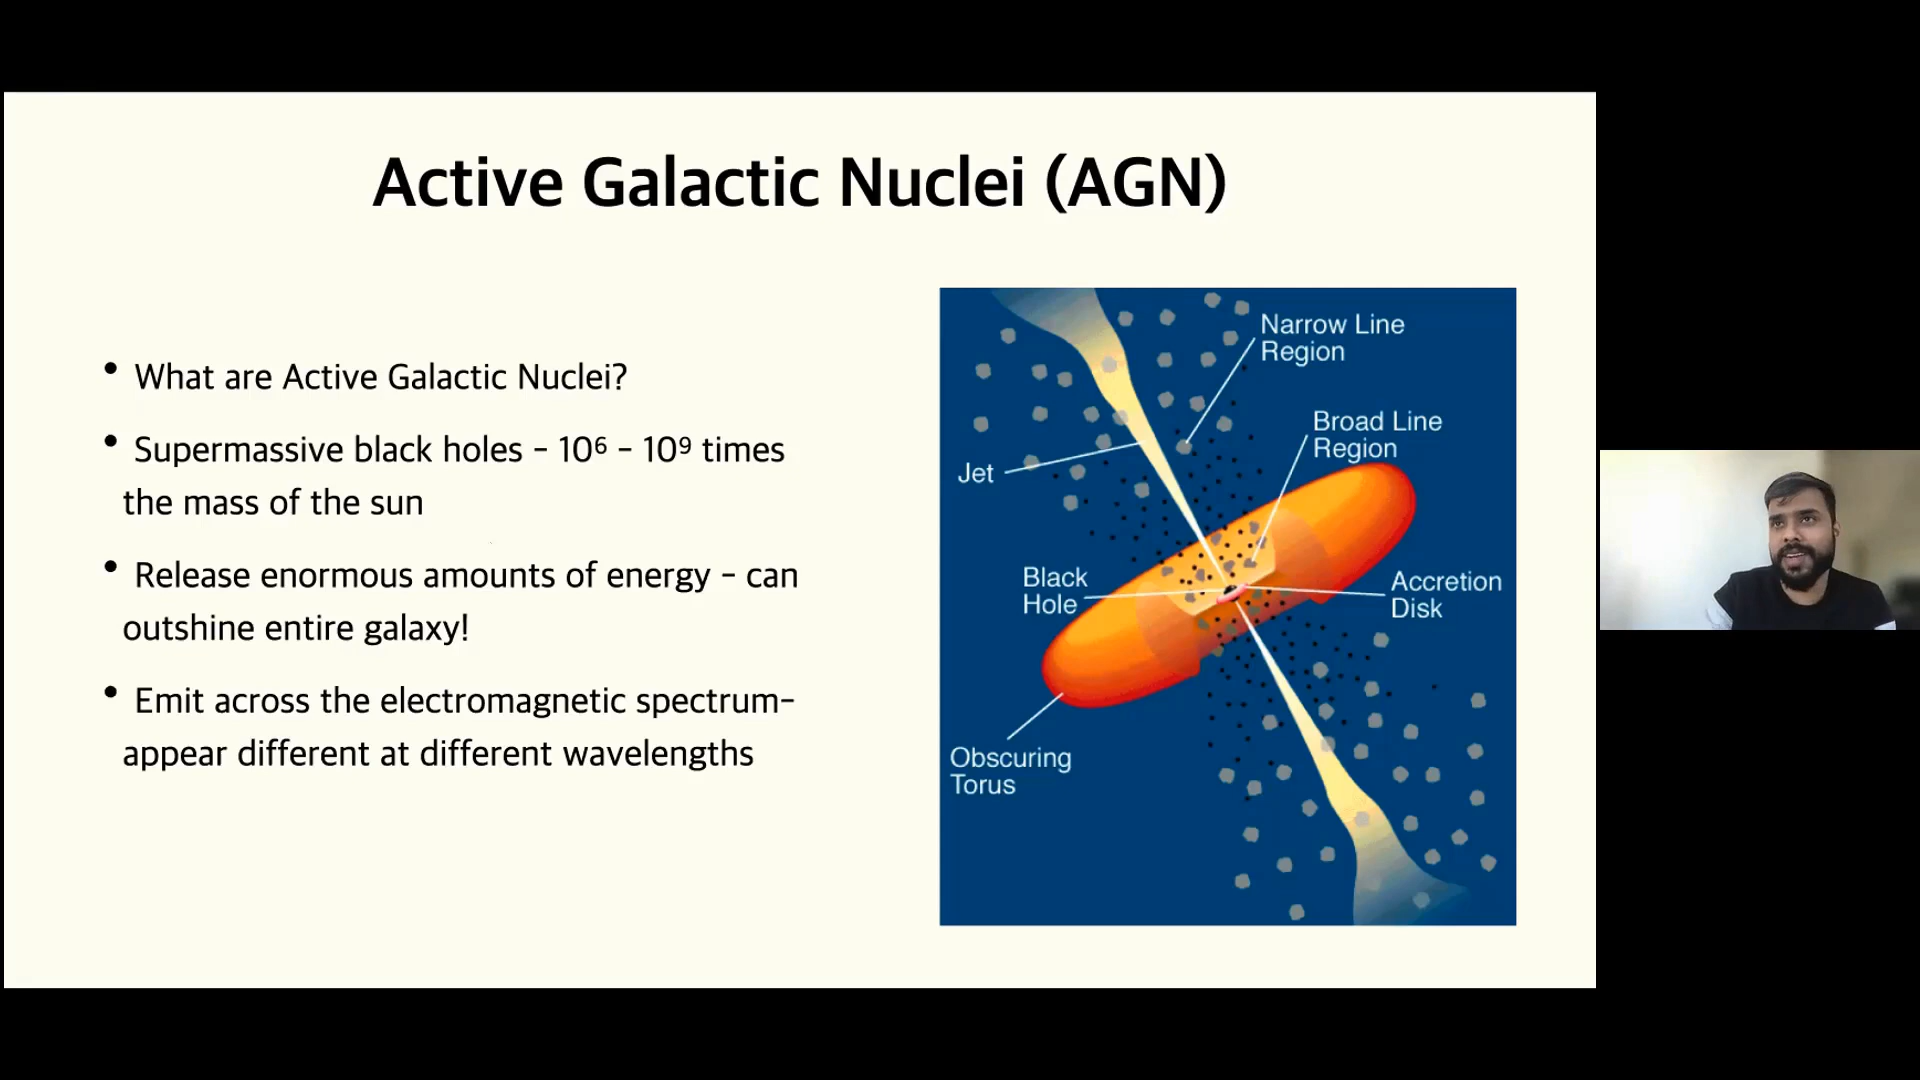 Active Galactic Nuclei (AGN)
• What are Active Galactic Nuclei?
• Supermassive black holes - 10⁶ - 10⁹ times
the mass of the sun
• Release enormous amounts of energy - can
outshine entire galaxy!
• Emit across the electromagnetic spectrum-
appear different at different wavelengths
Narrow Line
Region
Broad Line
Region
Jet
Black
Hole
Accretion
Disk
Obscuring
Torus